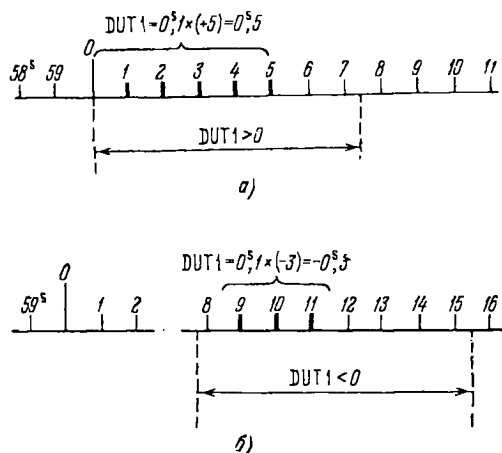 DUT1=0ˢ,1×(+5)=0ˢ,5
58ˢ 59 0 1 2 3 4 5 6 7 8 9 10 11
DUT1>0
а)
DUT1=0ˢ,1×(-3)=-0ˢ,3
59ˢ 0 1 2 8 9 10 11 12 13 14 15 16
DUT1<0
б)